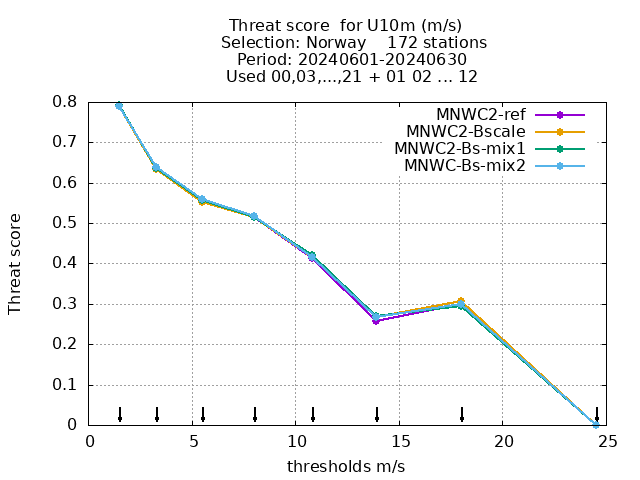 Threat score  for U10m (m/s)
Selection: Norway    172 stations
Period: 20240601-20240630
Used 00,03,...,21 + 01 02 ... 12
MNWC2-ref
MNWC2-Bscale
MNWC2-Bs-mix1
MNWC-Bs-mix2
Threat score
0.8
0.7
0.6
0.5
0.4
0.3
0.2
0.1
0
0 5 10 15 20 25
thresholds m/s